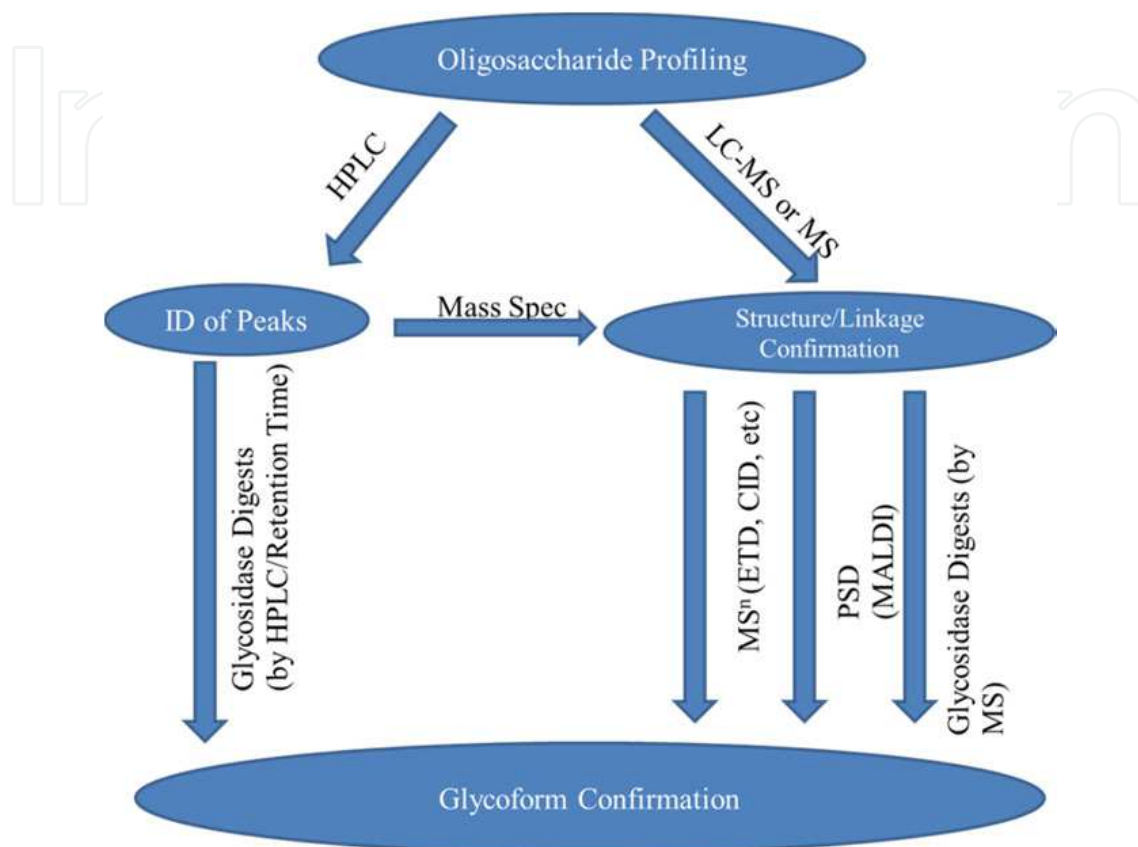 Oligosaccharide Profiling
HPLC
LC-MS or MS
ID of Peaks
Mass Spec
Structure/Linkage
Confirmation
Glycosidase Digests
(by HPLC/Retention Time)
MSⁿ (ETD, CID, etc)
PSD
(MALDI)
Glycosidase Digests (by
MS)
Glycoform Confirmation